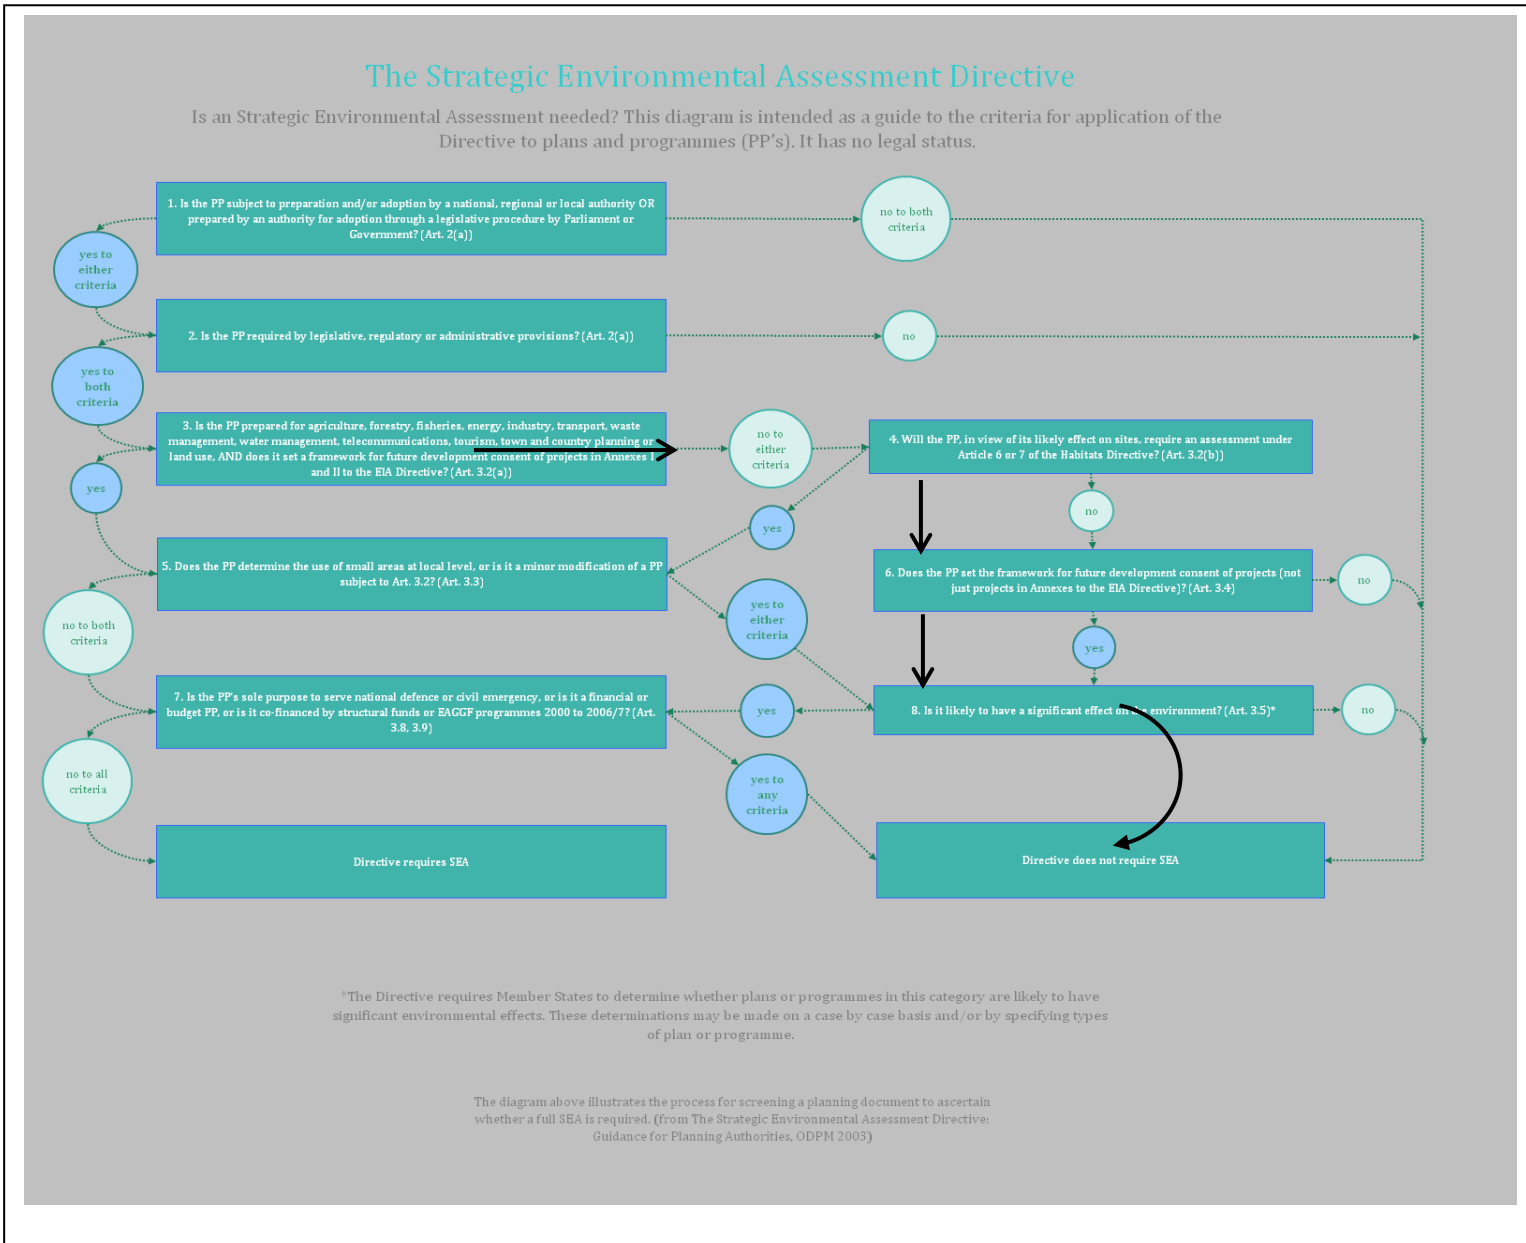 The Strategic Environmental Assessment Directive
Is an Strategic Environmental Assessment needed? This diagram is intended as a guide to the criteria for application of the
Directive to plans and programmes (PP's). It has no legal status.
1. Is the PP subject to preparation and/or adoption by a national, regional or local authority OR
prepared by an authority for adoption through a legislative procedure by Parliament or
Government? (Art. 2(a))
no to both
criteria
yes to
either
criteria
2. Is the PP required by legislative, regulatory or administrative provisions? (Art. 2(a))
no
yes to
both
criteria
3. Is the PP prepared for agriculture, forestry, fisheries, energy, industry, transport, waste
management, water management, telecommunications, tourism, town and country planning or
land use, AND does it set a framework for future development consent of projects in Annexes I
and II to the EIA Directive? (Art. 3.2(a))
no to
either
criteria
4. Will the PP, in view of its likely effect on sites, require an assessment under
Article 6 or 7 of the Habitats Directive? (Art. 3.2(b))
yes
no
yes
5. Does the PP determine the use of small areas at local level, or is it a minor modification of a PP
subject to Art. 3.2? (Art. 3.3)
6. Does the PP set the framework for future development consent of projects (not
just projects in Annexes to the EIA Directive)? (Art. 3.4)
no
no to both
criteria
yes to
either
criteria
yes
7. Is the PP's sole purpose to serve national defence or civil emergency, or is it a financial or
budget PP, or is it co-financed by structural funds or EAGGF programmes 2000 to 2006/7? (Art.
3.8, 3.9)
yes
8. Is it likely to have a significant effect on the environment? (Art. 3.5)*
no
no to all
criteria
yes to
any
criteria
Directive requires SEA
Directive does not require SEA
*The Directive requires Member States to determine whether plans or programmes in this category are likely to have
significant environmental effects. These determinations may be made on a case by case basis and/or by specifying types
of plan or programme.
The diagram above illustrates the process for screening a planning document to ascertain
whether a full SEA is required. (from The Strategic Environmental Assessment Directive:
Guidance for Planning Authorities, ODPM 2003)